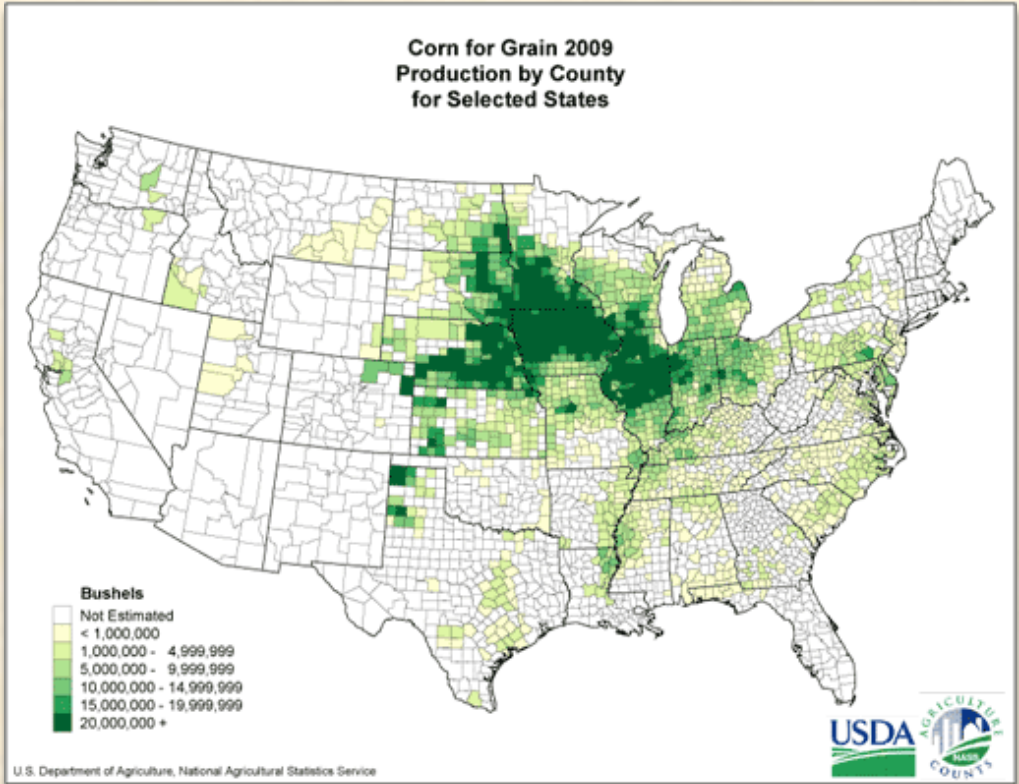 Corn for Grain 2009
Production by County
for Selected States
Bushels
Not Estimated
< 1,000,000
1,000,000 - 4,999,999
5,000,000 - 9,999,999
10,000,000 - 14,999,999
15,000,000 - 19,999,999
20,000,000 +
USDA
AGRICULTURE
NASS
COUNTS
U.S. Department of Agriculture, National Agricultural Statistics Service